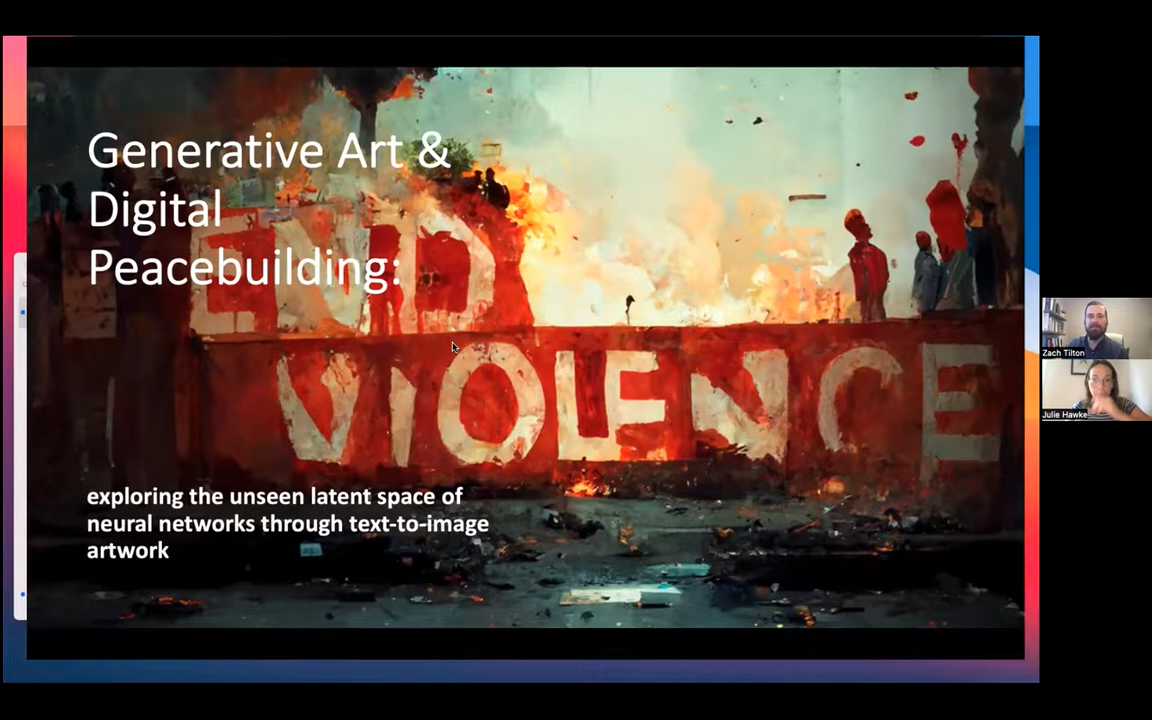 Generative Art &
Digital
Peacebuilding:
END
VIOLENCE
exploring the unseen latent space of
neural networks through text-to-image
artwork
Zach Tilton
Julie Hawke